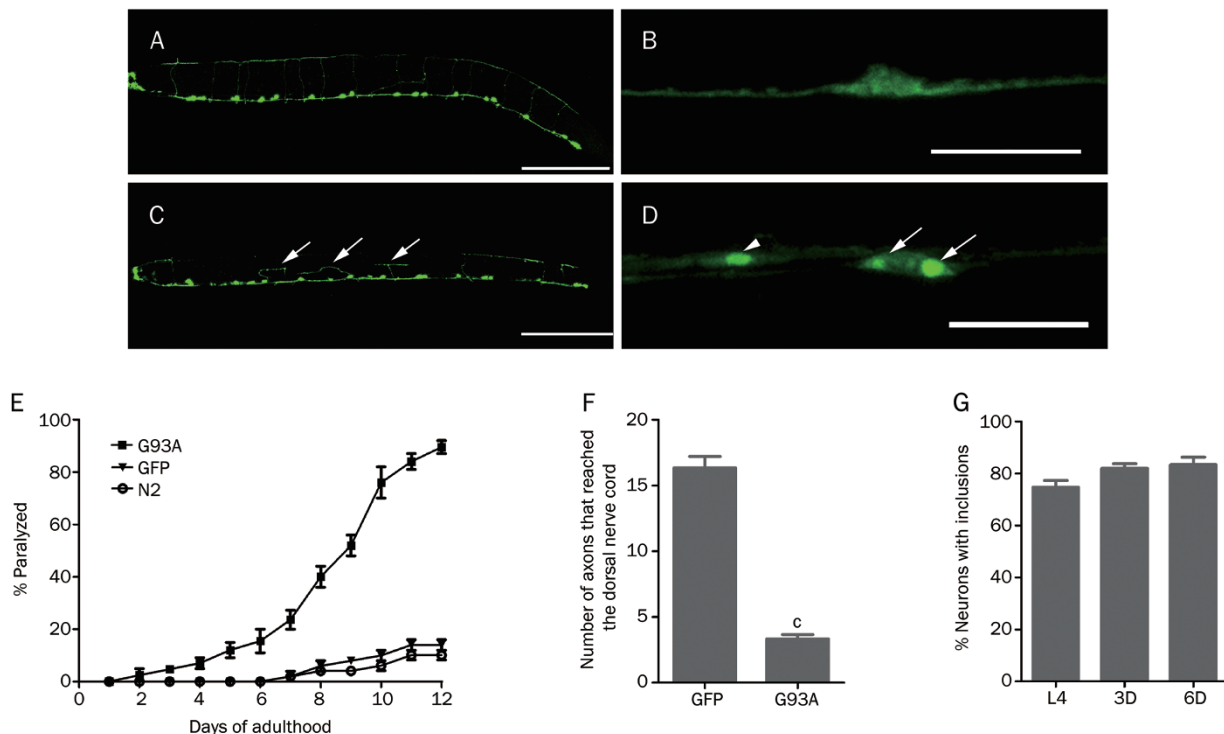 A
B
C
D
E
100
80
60
40
20
0
% Paralyzed
G93A
GFP
N2
0
2
4
6
8
10
12
Days of adulthood
F
20
15
10
5
0
Number of axons that reached
the dorsal nerve cord
c
GFP
G93A
G
100
80
60
40
20
0
% Neurons with inclusions
L4
3D
6D